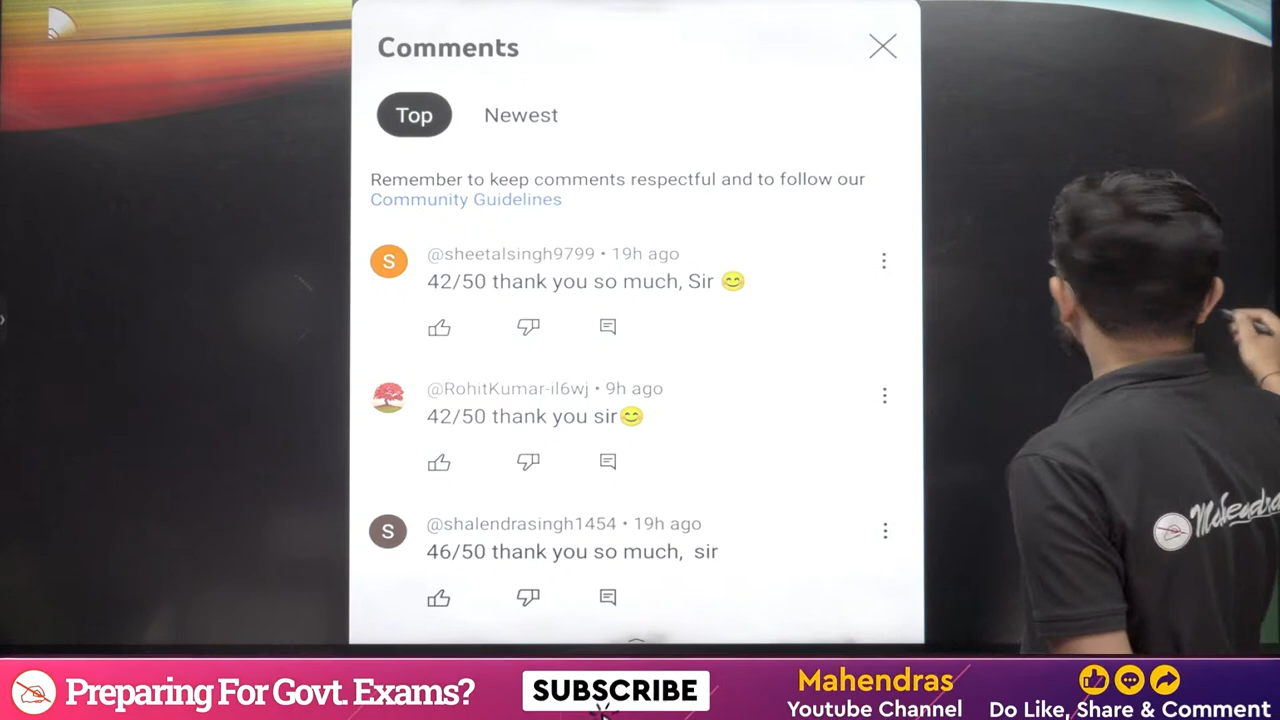 Comments
Top Newest
Remember to keep comments respectful and to follow our
Community Guidelines
S
@sheetalsingh9799 • 19h ago
42/50 thank you so much, Sir 😊
@RohitKumar-il6wj • 9h ago
42/50 thank you sir😊
S
@shalendrasingh1454 • 19h ago
46/50 thank you so much, sir
Mahendra
Preparing For Govt. Exams?
SUBSCRIBE
Mahendras
Youtube Channel
Do Like, Share & Comment